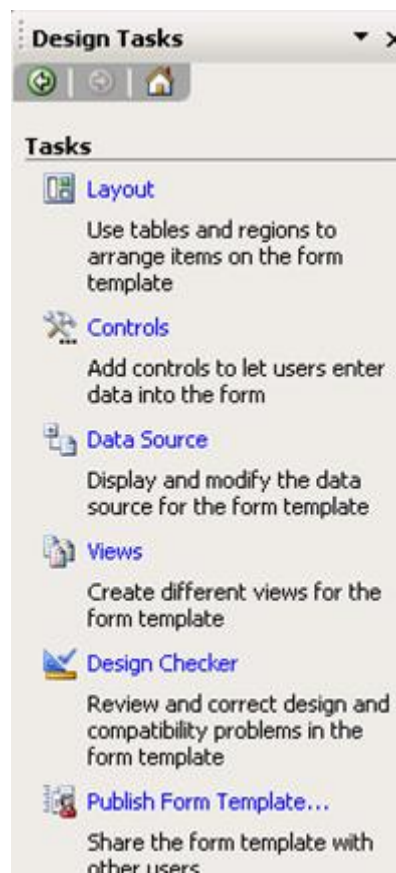 Design Tasks
Tasks
Layout
Use tables and regions to
arrange items on the form
template
Controls
Add controls to let users enter
data into the form
Data Source
Display and modify the data
source for the form template
Views
Create different views for the
form template
Design Checker
Review and correct design and
compatibility problems in the
form template
Publish Form Template...
Share the form template with
other users